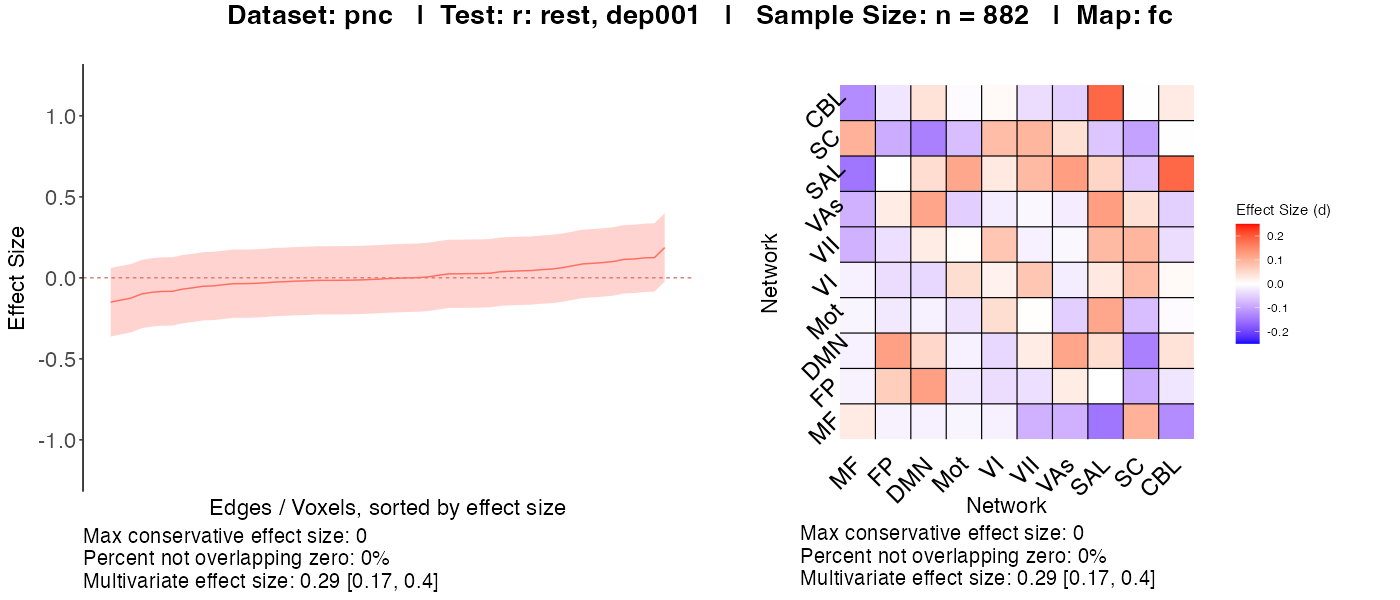 Dataset: pnc | Test: r: rest, dep001 | Sample Size: n = 882 | Map: fc
1.0
0.5
0.0
-0.5
-1.0
Effect Size
Edges / Voxels, sorted by effect size
Max conservative effect size: 0
Percent not overlapping zero: 0%
Multivariate effect size: 0.29 [0.17, 0.4]
Network
CBL
SC
SAL
VAs
VII
VI
Mot
DMN
FP
MF
MF
FP
DMN
Mot
VI
VII
VAs
SAL
SC
CBL
Network
Max conservative effect size: 0
Percent not overlapping zero: 0%
Multivariate effect size: 0.29 [0.17, 0.4]
Effect Size (d)
0.2
0.1
0.0
-0.1
-0.2